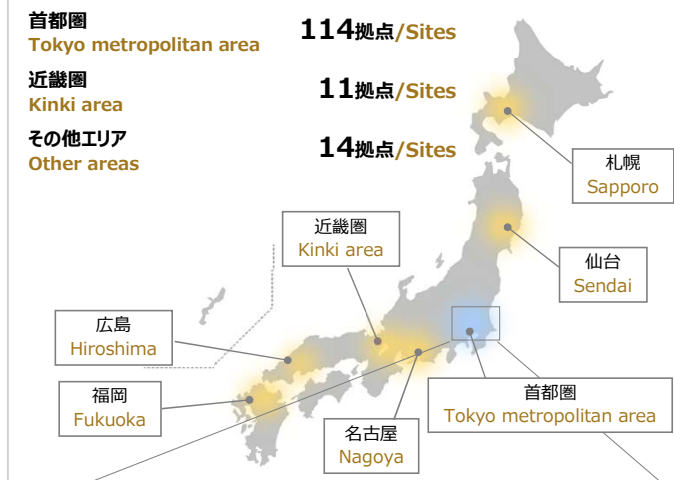 首都圏
Tokyo metropolitan area
114拠点/Sites
近畿圏
Kinki area
11拠点/Sites
その他エリア
Other areas
14拠点/Sites
札幌
Sapporo
近畿圏
Kinki area
仙台
Sendai
広島
Hiroshima
福岡
Fukuoka
首都圏
Tokyo metropolitan area
名古屋
Nagoya